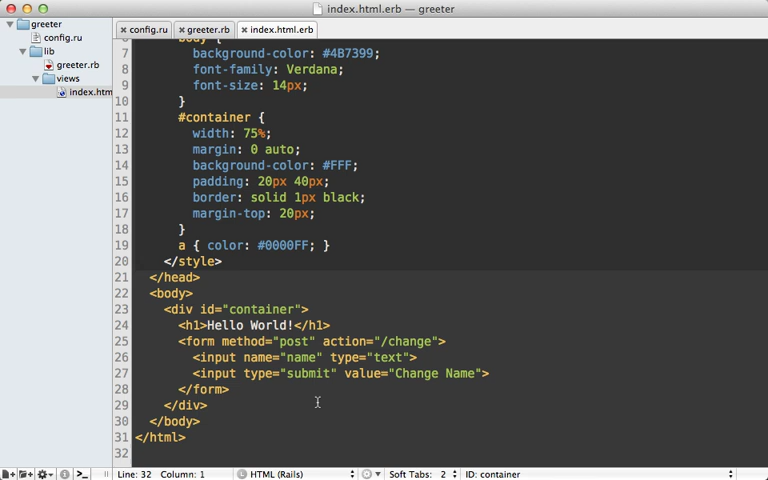 index.html.erb — greeter
greeter
config.ru
lib
greeter.rb
views
index.htm
config.ru
greeter.rb
index.html.erb
6 body {
7 background-color: #4B7399;
8 font-family: Verdana;
9 font-size: 14px;
10 }
11 #container {
12 width: 75%;
13 margin: 0 auto;
14 background-color: #FFF;
15 padding: 20px 40px;
16 border: solid 1px black;
17 margin-top: 20px;
18 }
19 a { color: #0000FF; }
20 </style>
21 </head>
22 <body>
23 <div id="container">
24 <h1>Hello World!</h1>
25 <form method="post" action="/change">
26 <input name="name" type="text">
27 <input type="submit" value="Change Name">
28 </form>
29 </div>
30 </body>
31 </html>
32
Line: 32 Column: 1 L HTML (Rails) Soft Tabs: 2 ID: container